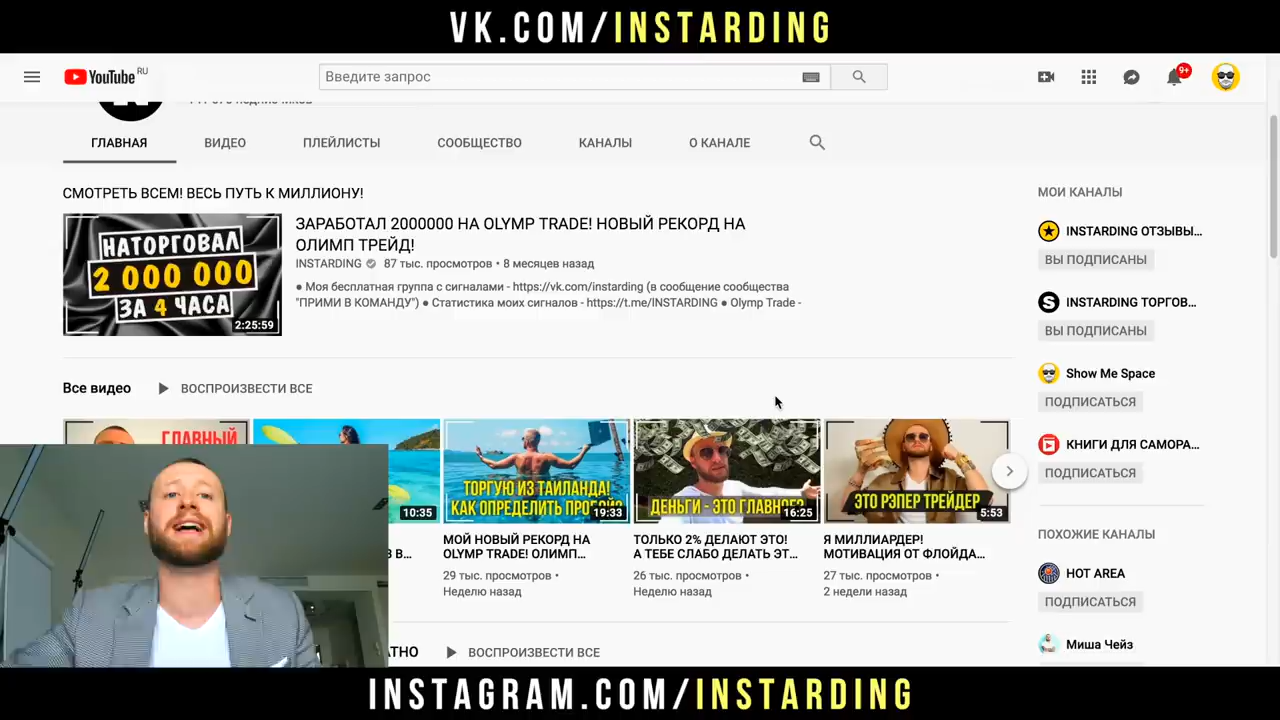 VK.COM/INSTARDING
YouTube RU
Введите запрос
9+
ГЛАВНАЯ
ВИДЕО
ПЛЕЙЛИСТЫ
СООБЩЕСТВО
КАНАЛЫ
О КАНАЛЕ
СМОТРЕТЬ ВСЕМ! ВЕСЬ ПУТЬ К МИЛЛИОНУ!
НАТОРГОВАЛ
2 000 000
ЗА 4 ЧАСА
2:25:59
ЗАРАБОТАЛ 2000000 НА OLYMP TRADE! НОВЫЙ РЕКОРД НА
ОЛИМП ТРЕЙД!
INSTARDING 87 тыс. просмотров • 8 месяцев назад
● Моя бесплатная группа с сигналами - https://vk.com/instarding (в сообщение сообщества
"ПРИМИ В КОМАНДУ") ● Статистика моих сигналов - https://t.me/INSTARDING ● Olymp Trade -
Все видео
ВОСПРОИЗВЕСТИ ВСЕ
ГЛАВНЫЙ
10:35
ТОРГУЮ ИЗ ТАИЛАНДА!
КАК ОПРЕДЕЛИТЬ
19:33
МОЙ НОВЫЙ РЕКОРД НА
OLYMP TRADE! ОЛИМП...
29 тыс. просмотров •
Неделю назад
ДЕНЬГИ - ЭТО ГЛАВНОЕ?
16:25
ТОЛЬКО 2% ДЕЛАЮТ ЭТО!
А ТЕБЕ СЛАБО ДЕЛАТЬ ЭТ...
26 тыс. просмотров •
Неделю назад
ЭТО РЭПЕР ТРЕЙДЕР
5:53
Я МИЛЛИАРДЕР!
МОТИВАЦИЯ ОТ ФЛОЙДА...
27 тыс. просмотров •
2 недели назад
В...
АТНО
ВОСПРОИЗВЕСТИ ВСЕ
МОИ КАНАЛЫ
INSTARDING ОТЗЫВЫ...
ВЫ ПОДПИСАНЫ
S
INSTARDING ТОРГОВ...
ВЫ ПОДПИСАНЫ
Show Me Space
ПОДПИСАТЬСЯ
КНИГИ ДЛЯ САМОРА...
ПОДПИСАТЬСЯ
ПОХОЖИЕ КАНАЛЫ
HOT AREA
ПОДПИСАТЬСЯ
Миша Чейз
INSTAGRAM.COM/INSTARDING